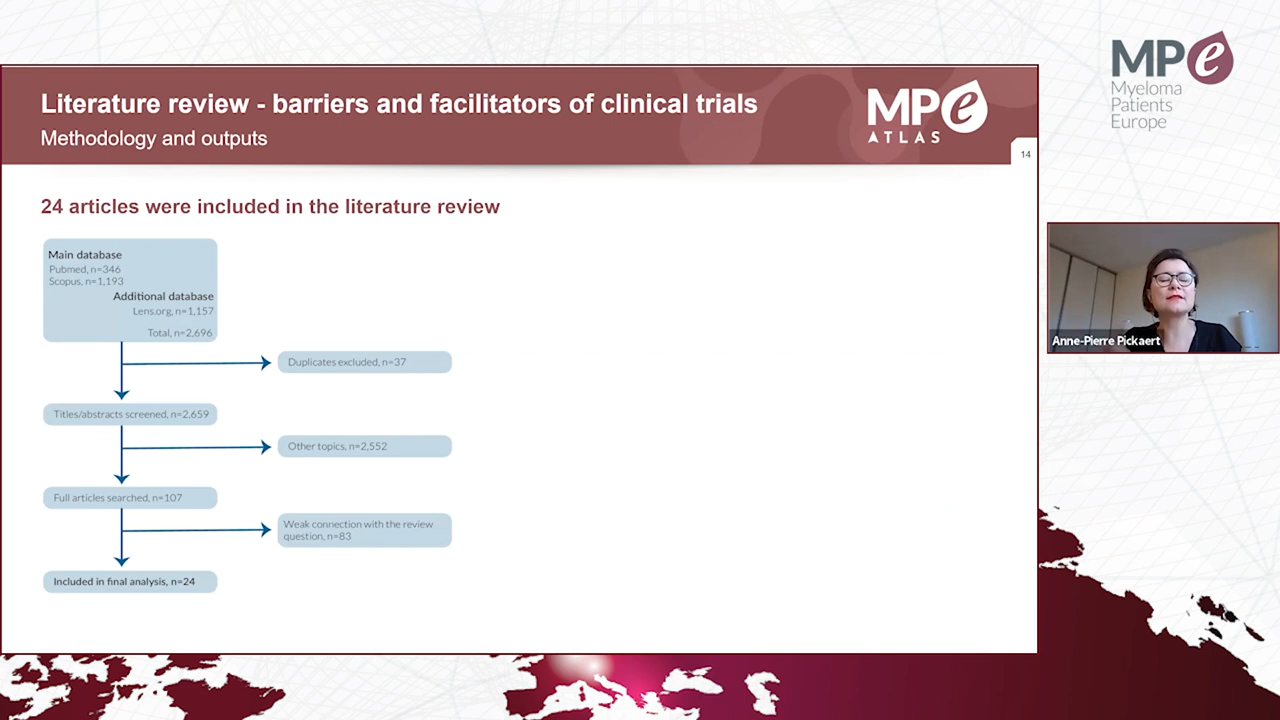 Literature review - barriers and facilitators of clinical trials
Methodology and outputs
MPe
ATLAS
14
24 articles were included in the literature review
Main database
Pubmed, n=346
Scopus, n=1,193
Additional database
Lens.org, n=1,157
Total, n=2,696
Duplicates excluded, n=37
Titles/abstracts screened, n=2,659
Other topics, n=2,552
Full articles searched, n=107
Weak connection with the review
question, n=83
Included in final analysis, n=24
MPe
Myeloma
Patients
Europe
Anne-Pierre Pickaert